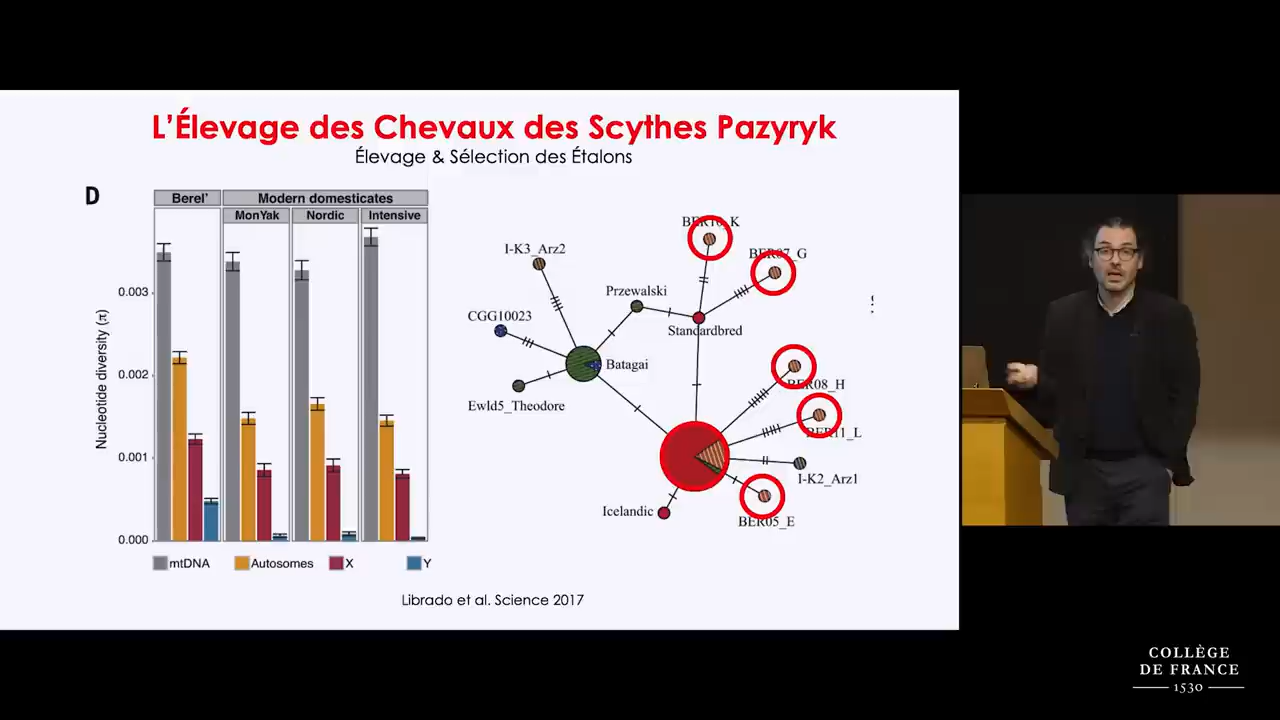 L'Élevage des Chevaux des Scythes Pazyryk
Élevage & Sélection des Étalons
D
Berel' Modern domesticates
MonYak Nordic Intensive
Nucleotide diversity (π)
0.003
0.002
0.001
0.000
mtDNA Autosomes X Y
BER10_K
BER07_G
I-K3_Arz2
Przewalski
CGG10023
Standardbred
Batagai
BER08_H
Ewld5_Theodore
BER11_L
I-K2_Arz1
Icelandic
BER05_E
Librado et al. Science 2017
COLLÈGE
DE FRANCE
1530